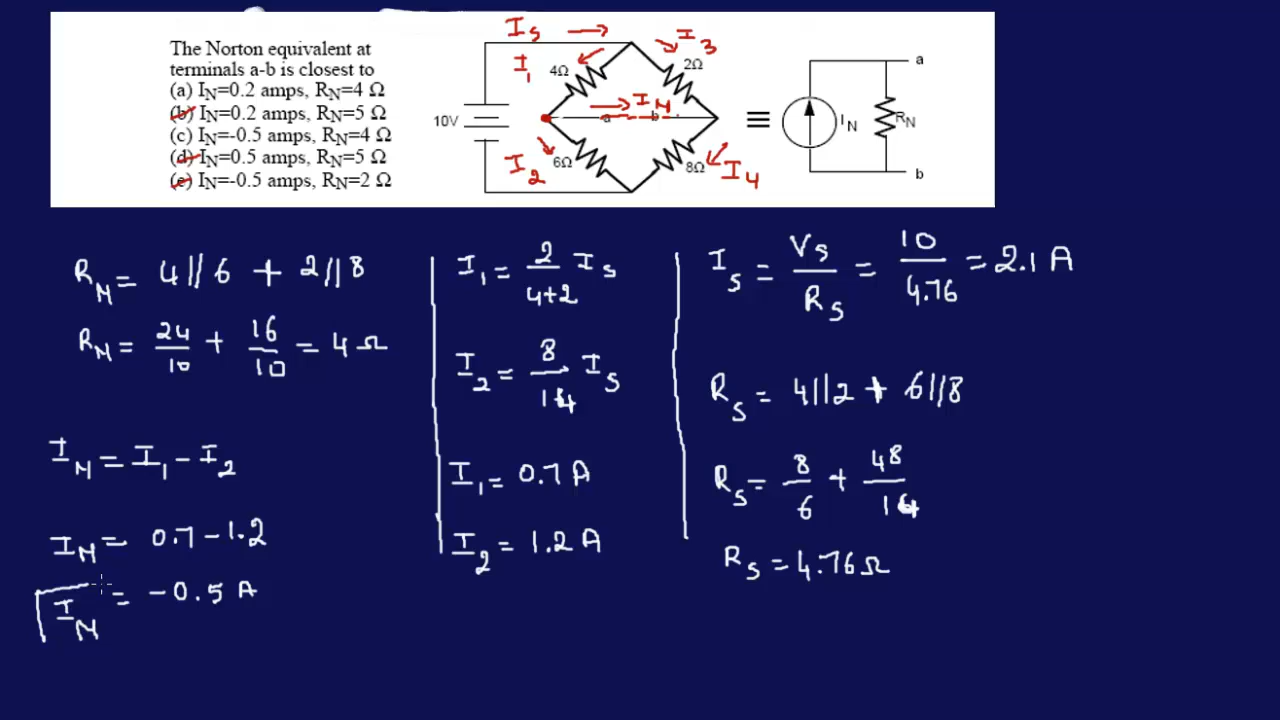 The Norton equivalent at
terminals a-b is closest to
(a) IN=0.2 amps, RN=4 Ω
(b) IN=0.2 amps, RN=5 Ω
(c) IN=-0.5 amps, RN=4 Ω
(d) IN=0.5 amps, RN=5 Ω
(e) IN=-0.5 amps, RN=2 Ω
IS
I1
I3
4Ω
2Ω
10V
IN
a
b
I2
6Ω
8Ω
I4
≡
IN
RN
a
b
RN = 4//6 + 2//8
RN = 24/10 + 16/10 = 4 Ω
IN = I1 - I2
IN = 0.7 - 1.2
IN = -0.5 A
I1 = 2/(4+2) IS
I2 = 8/14 IS
I1 = 0.7 A
I2 = 1.2 A
IS = VS/RS = 10/4.76 = 2.1 A
RS = 4//2 + 6//8
RS = 8/6 + 48/14
RS = 4.76 Ω